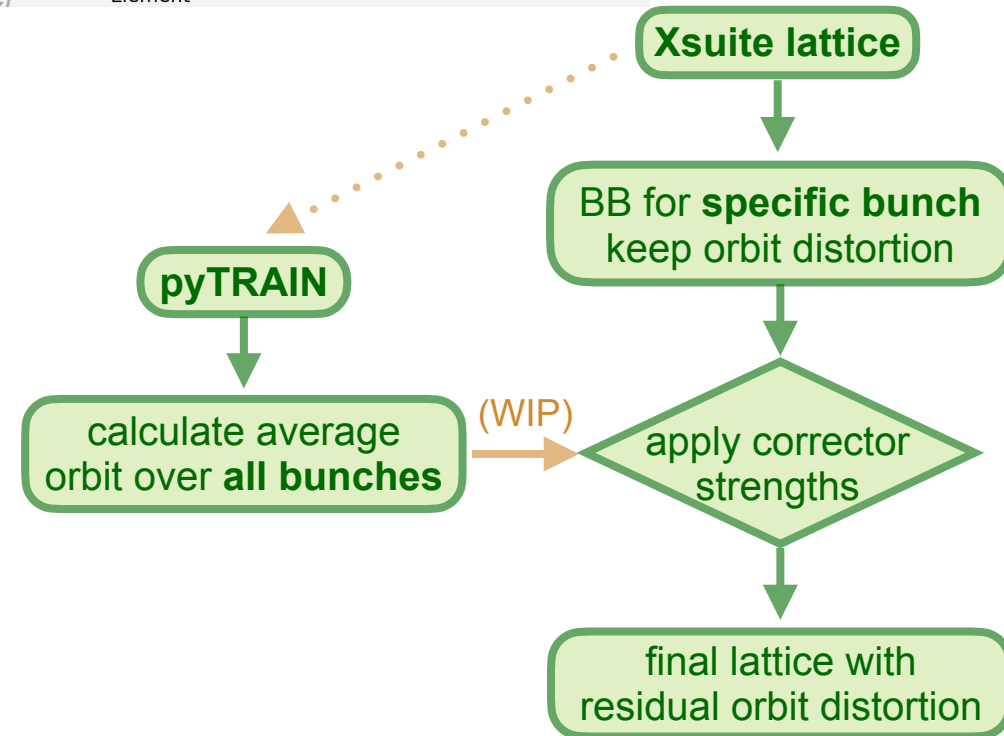 Element
Xsuite lattice
BB for specific bunch
keep orbit distortion
pyTRAIN
calculate average
orbit over all bunches
(WIP)
apply corrector
strengths
final lattice with
residual orbit distortion